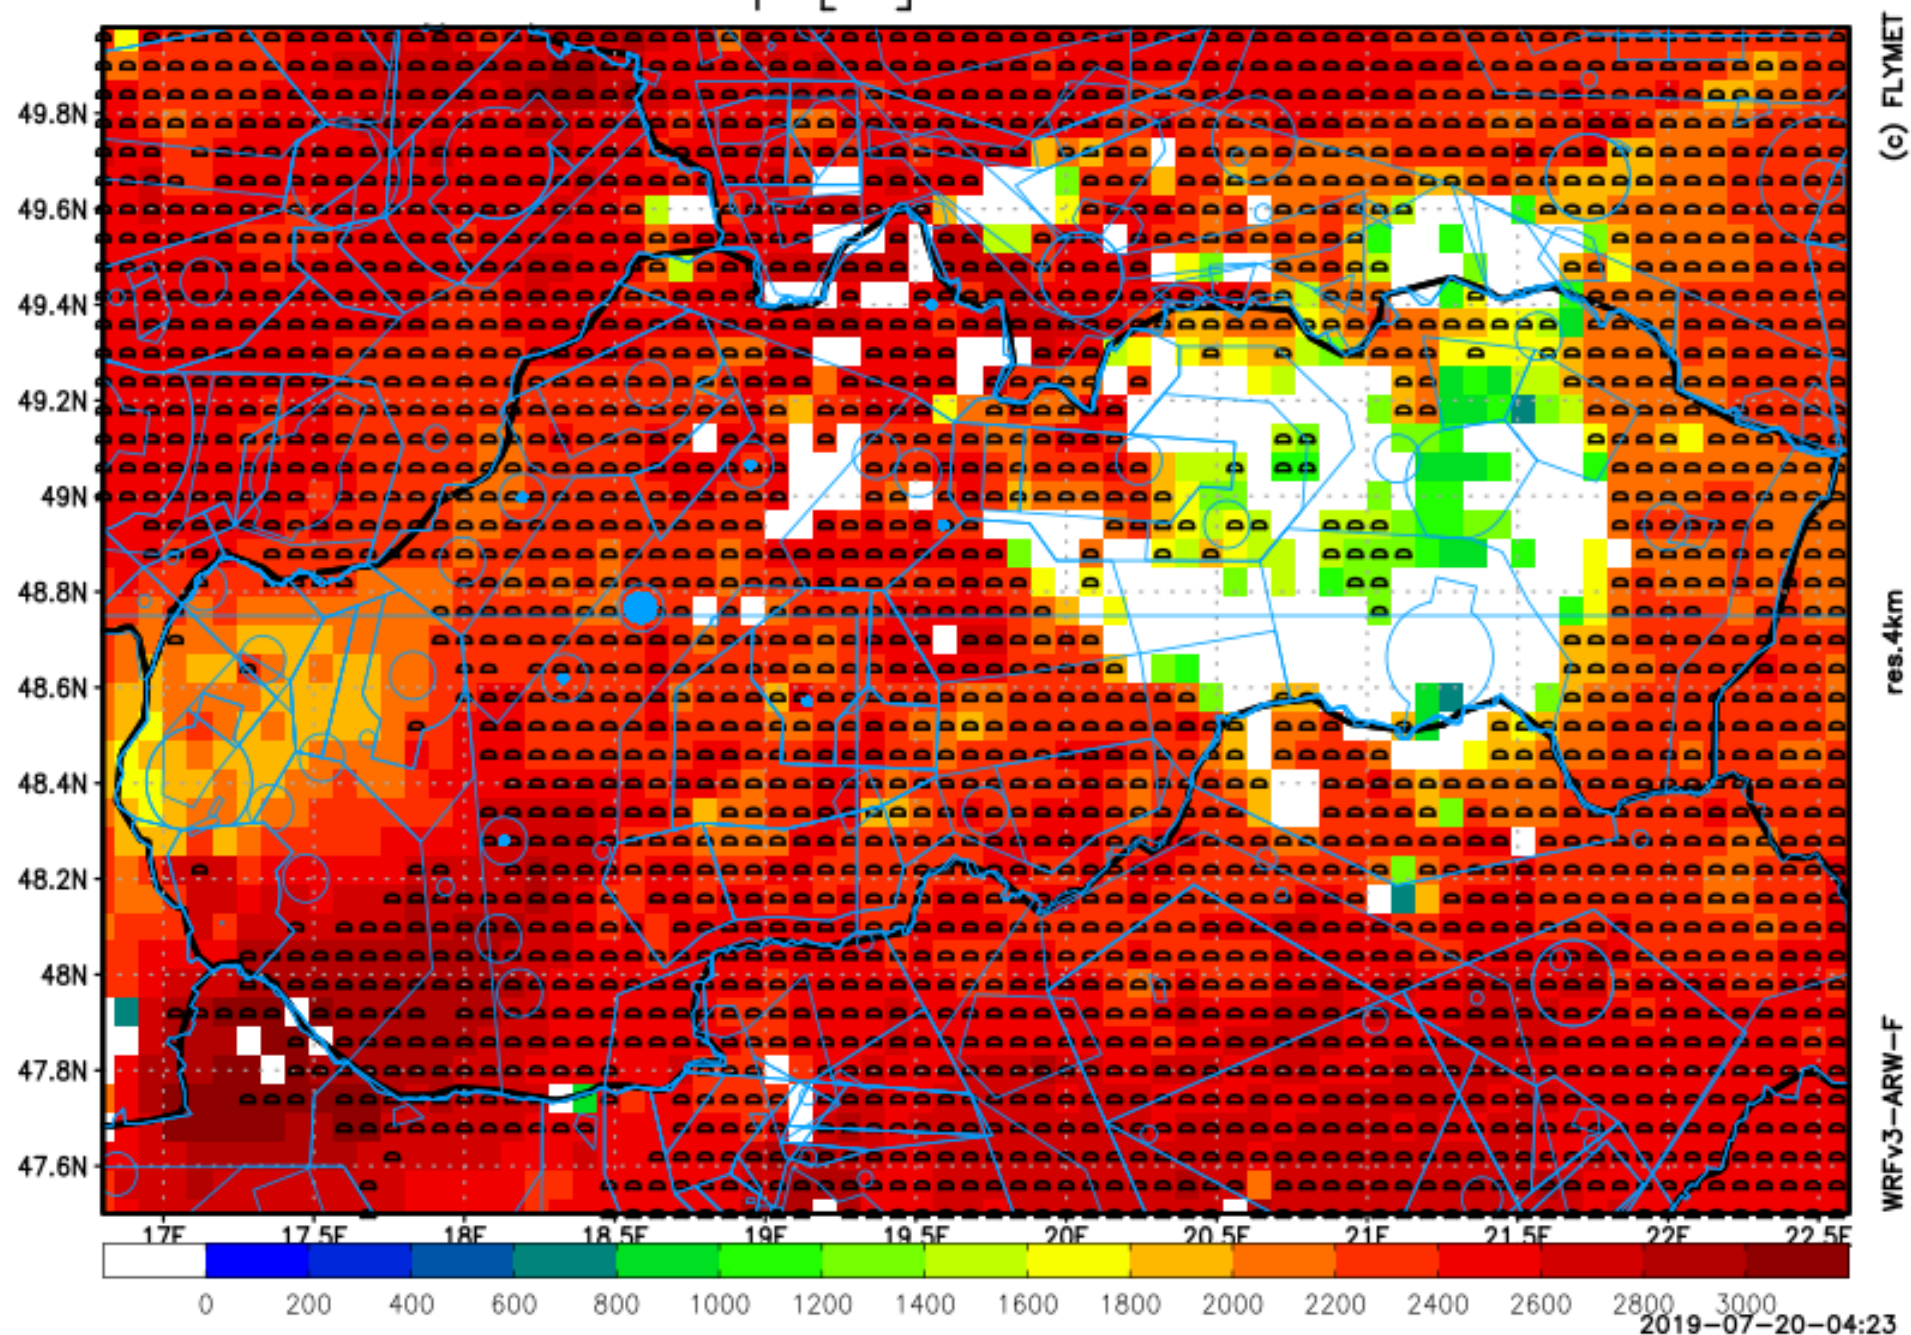 (c) FLYMET
49.8N
49.6N
49.4N
49.2N
49N
48.8N
48.6N
48.4N
48.2N
48N
47.8N
47.6N
res.4km
WRFv3-ARW-F
17E 17.5E 18E 18.5E 19E 19.5E 20E 20.5E 21E 21.5E 22E 22.5E
0 200 400 600 800 1000 1200 1400 1600 1800 2000 2200 2400 2600 2800 3000
2019-07-20-04:23